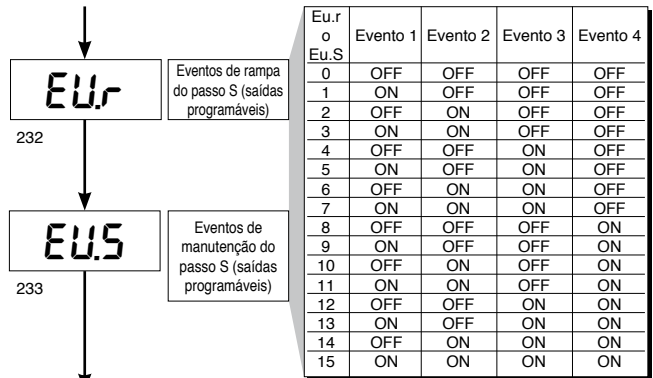 EU.r
Eventos de rampa
do passo S (saídas
programáveis)
232
EU.S
Eventos de
manutenção do
passo S (saídas
programáveis)
233
Eu.r
o
Eu.S
Evento 1 Evento 2 Evento 3 Evento 4
0 OFF OFF OFF OFF
1 ON OFF OFF OFF
2 OFF ON OFF OFF
3 ON ON OFF OFF
4 OFF OFF ON OFF
5 ON OFF ON OFF
6 OFF ON ON OFF
7 ON ON ON OFF
8 OFF OFF OFF ON
9 ON OFF OFF ON
10 OFF ON OFF ON
11 ON ON OFF ON
12 OFF OFF ON ON
13 ON OFF ON ON
14 OFF ON ON ON
15 ON ON ON ON